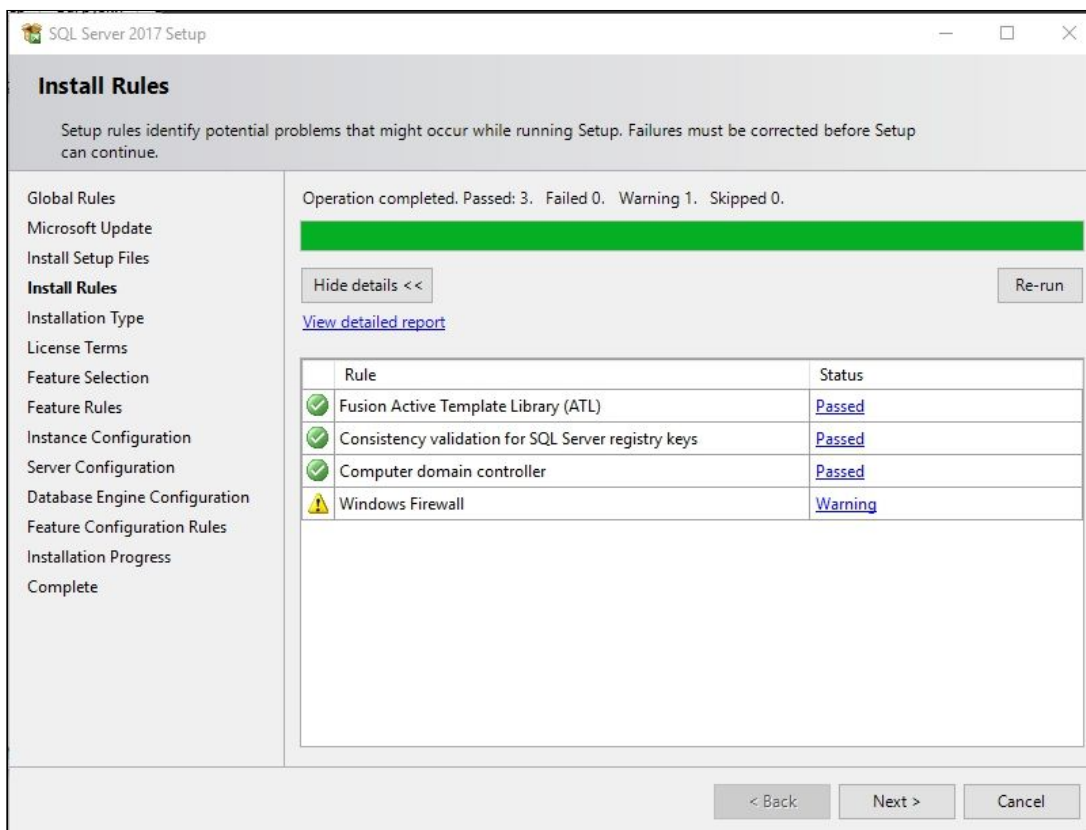 SQL Server 2017 Setup
Install Rules
Setup rules identify potential problems that might occur while running Setup. Failures must be corrected before Setup
can continue.
Global Rules
Microsoft Update
Install Setup Files
Install Rules
Installation Type
License Terms
Feature Selection
Feature Rules
Instance Configuration
Server Configuration
Database Engine Configuration
Feature Configuration Rules
Installation Progress
Complete
Operation completed. Passed: 3. Failed 0. Warning 1. Skipped 0.
Hide details <<
Re-run
View detailed report
Rule Status
Fusion Active Template Library (ATL) Passed
Consistency validation for SQL Server registry keys Passed
Computer domain controller Passed
Windows Firewall Warning
< Back Next > Cancel